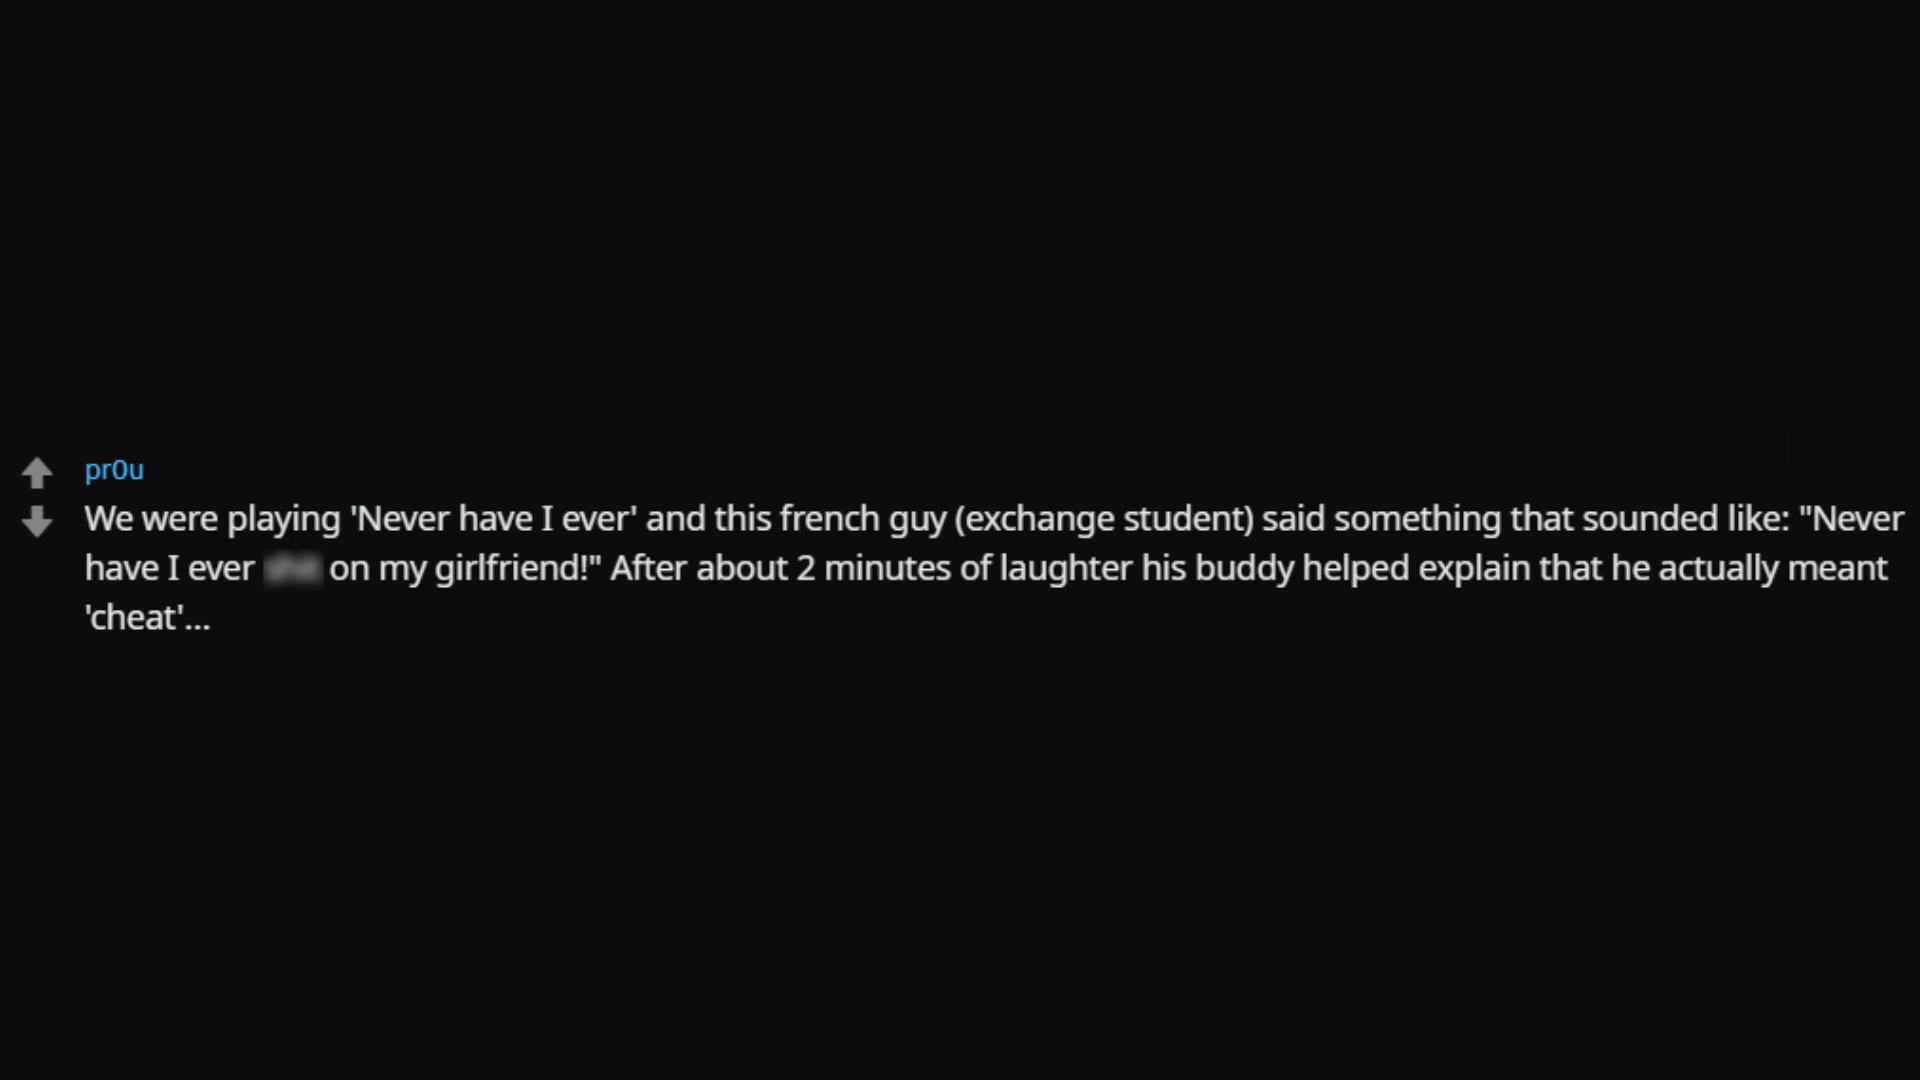 pr0u
We were playing 'Never have I ever' and this french guy (exchange student) said something that sounded like: "Never
have I ever on my girlfriend!" After about 2 minutes of laughter his buddy helped explain that he actually meant
'cheat'...